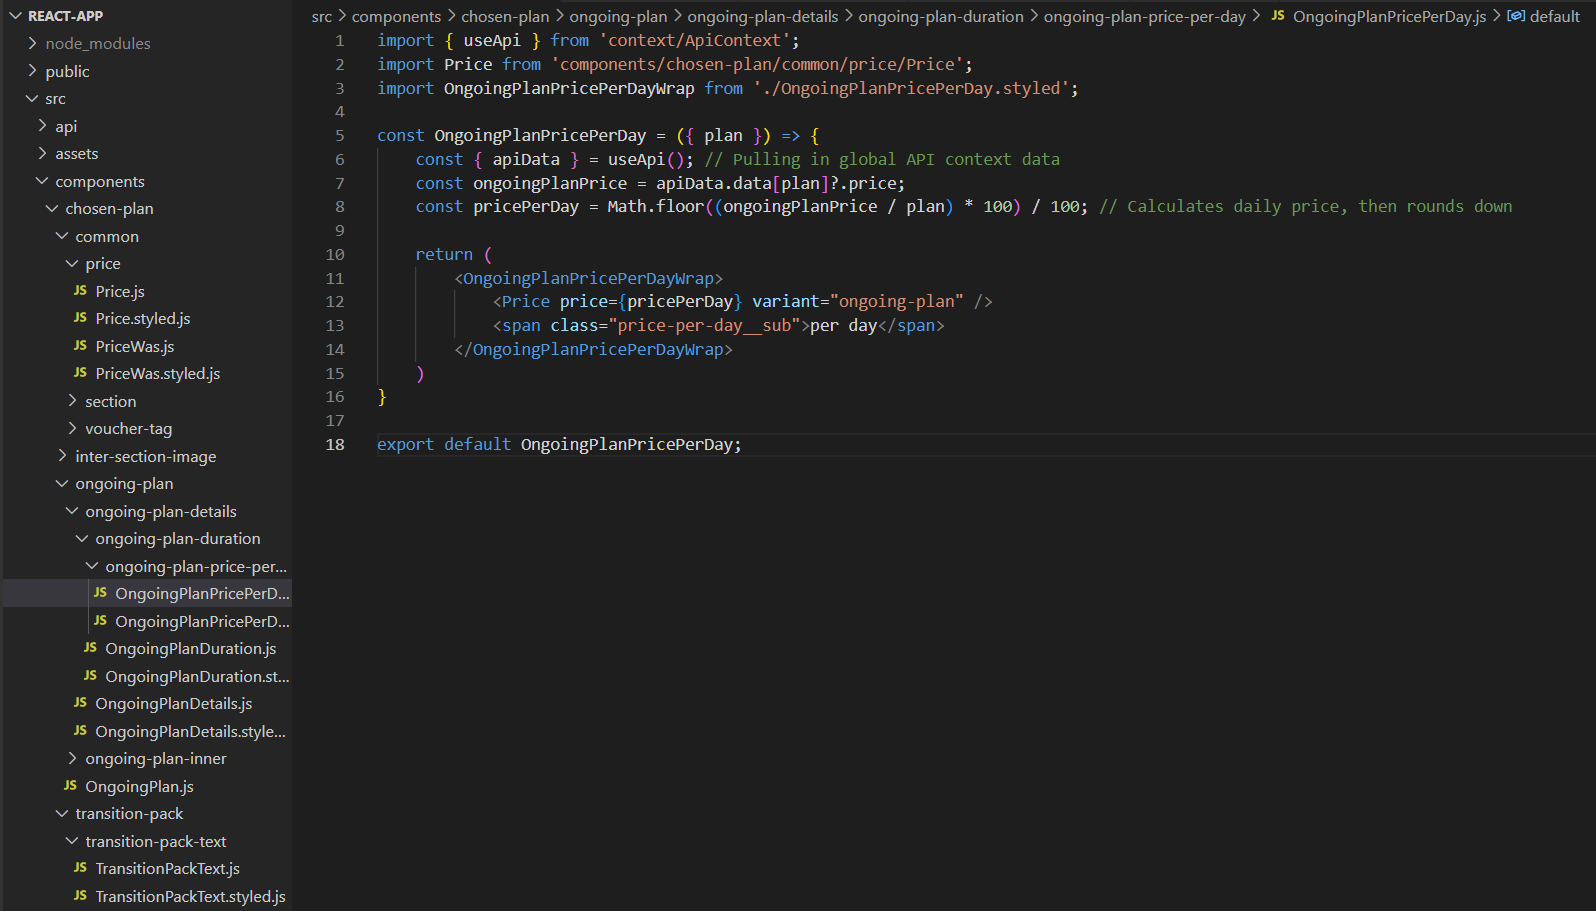 REACT-APP
node_modules
public
src
api
assets
components
chosen-plan
common
price
JS Price.js
JS Price.styled.js
JS PriceWas.js
JS PriceWas.styled.js
section
voucher-tag
inter-section-image
ongoing-plan
ongoing-plan-details
ongoing-plan-duration
ongoing-plan-price-per...
JS OngoingPlanPricePerD...
JS OngoingPlanPricePerD...
JS OngoingPlanDuration.js
JS OngoingPlanDuration.st...
JS OngoingPlanDetails.js
JS OngoingPlanDetails.style...
ongoing-plan-inner
JS OngoingPlan.js
transition-pack
transition-pack-text
JS TransitionPackText.js
JS TransitionPackText.styled.js
src > components > chosen-plan > ongoing-plan > ongoing-plan-details > ongoing-plan-duration > ongoing-plan-price-per-day > JS OngoingPlanPricePerDay.js > default
1 import { useApi } from 'context/ApiContext';
2 import Price from 'components/chosen-plan/common/price/Price';
3 import OngoingPlanPricePerDayWrap from './OngoingPlanPricePerDay.styled';
4
5 const OngoingPlanPricePerDay = ({ plan }) => {
6 const { apiData } = useApi(); // Pulling in global API context data
7 const ongoingPlanPrice = apiData.data[plan]?.price;
8 const pricePerDay = Math.floor((ongoingPlanPrice / plan) * 100) / 100; // Calculates daily price, then rounds down
9
10 return (
11 <OngoingPlanPricePerDayWrap>
12 <Price price={pricePerDay} variant="ongoing-plan" />
13 <span class="price-per-day__sub">per day</span>
14 </OngoingPlanPricePerDayWrap>
15 )
16 }
17
18 export default OngoingPlanPricePerDay;